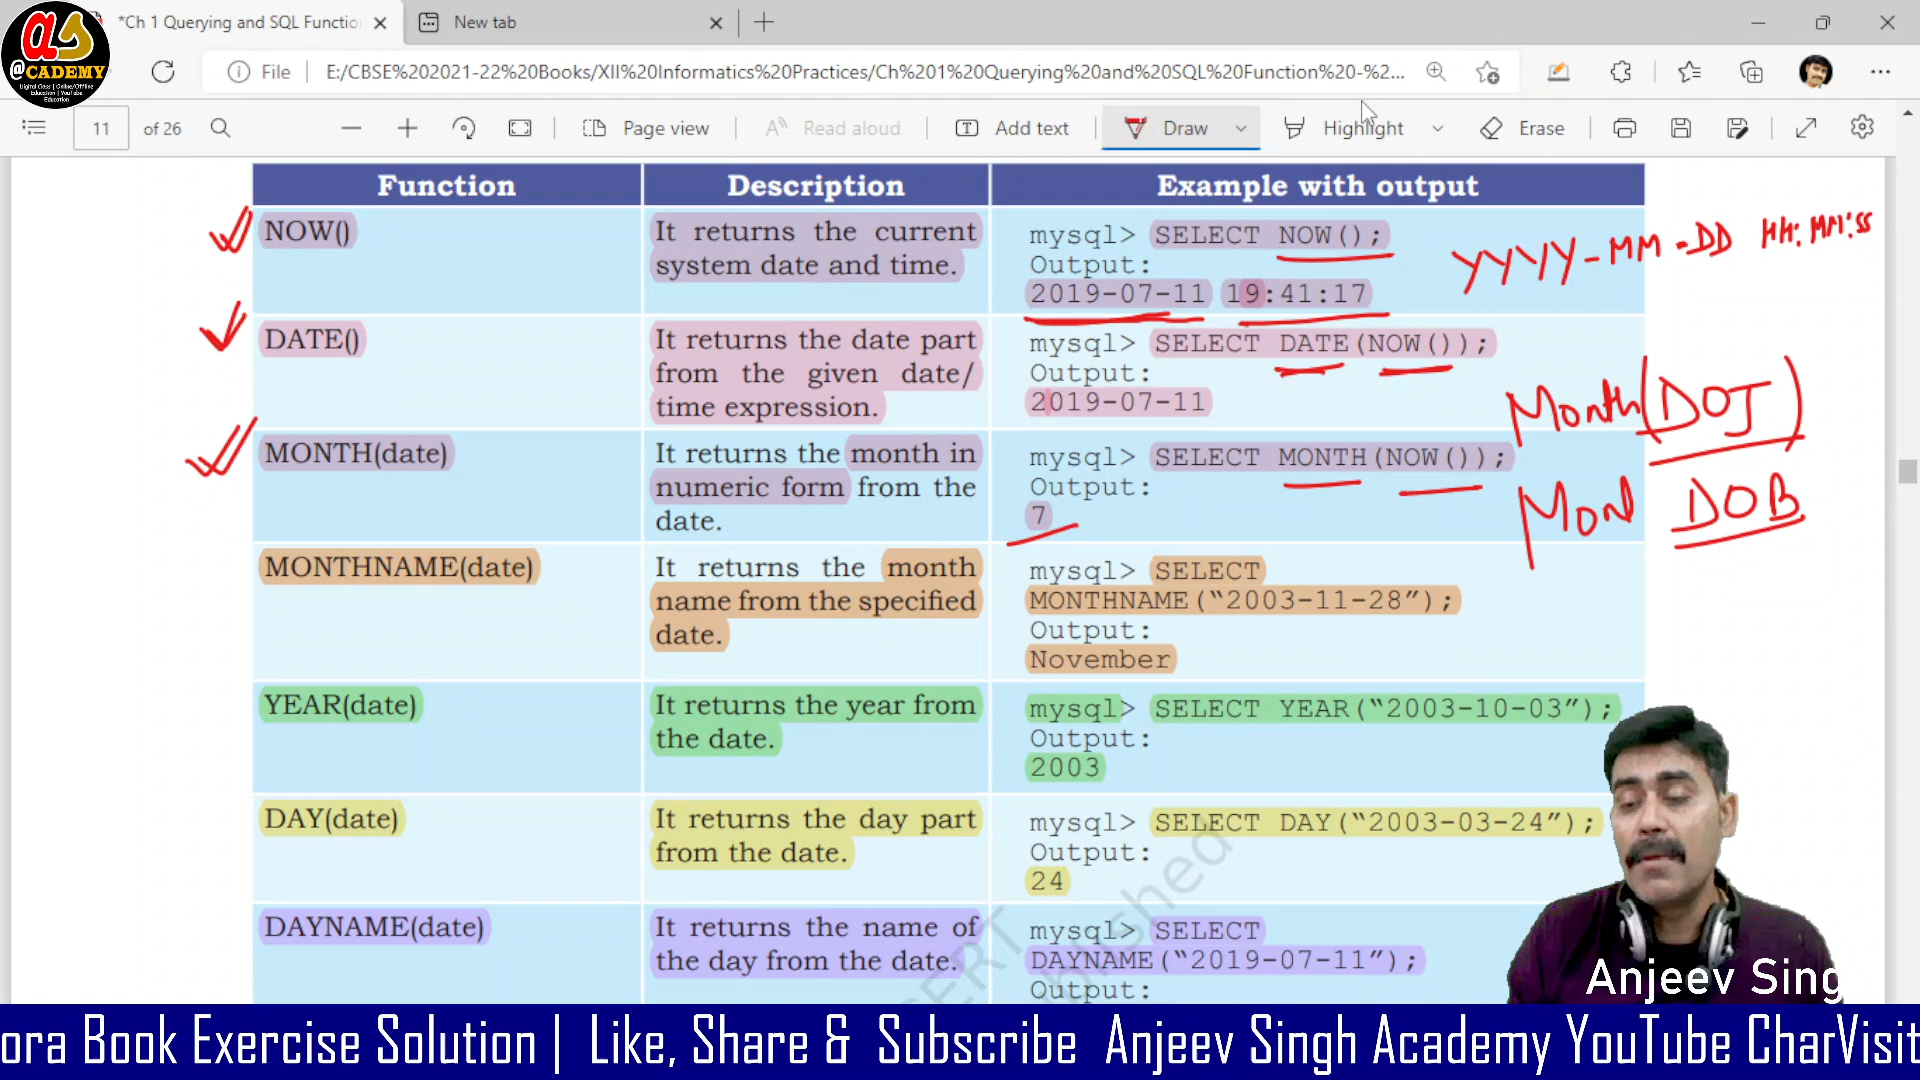 *Ch 1 Querying and SQL Functio
New tab
as
@CADEMY
Digital Class | Online/Offline
Education | YouTube
Education
File
E:/CBSE%202021-22%20Books/XII%20Informatics%20Practices/Ch%201%20Querying%20and%20SQL%20Function%20-%2...
11 of 26
Page view
Read aloud
Add text
Draw
Highlight
Erase
Function Description Example with output
NOW()
It returns the current
system date and time.
mysql> SELECT NOW();
Output:
2019-07-11 19:41:17
YYYY-MM-DD HH:MM:SS
DATE()
It returns the date part
from the given date/
time expression.
mysql> SELECT DATE(NOW());
Output:
2019-07-11
Month(DOJ)
MONTH(date)
It returns the month in
numeric form from the
date.
mysql> SELECT MONTH(NOW());
Output:
7
Mon DOB
MONTHNAME(date)
It returns the month
name from the specified
date.
mysql> SELECT
MONTHNAME(“2003-11-28”);
Output:
November
YEAR(date)
It returns the year from
the date.
mysql> SELECT YEAR(“2003-10-03”);
Output:
2003
DAY(date)
It returns the day part
from the date.
mysql> SELECT DAY(“2003-03-24”);
Output:
24
DAYNAME(date)
It returns the name of
the day from the date.
mysql> SELECT
DAYNAME(“2019-07-11”);
Output:
Anjeev Sing
ora Book Exercise Solution | Like, Share & Subscribe Anjeev Singh Academy YouTube CharVisit